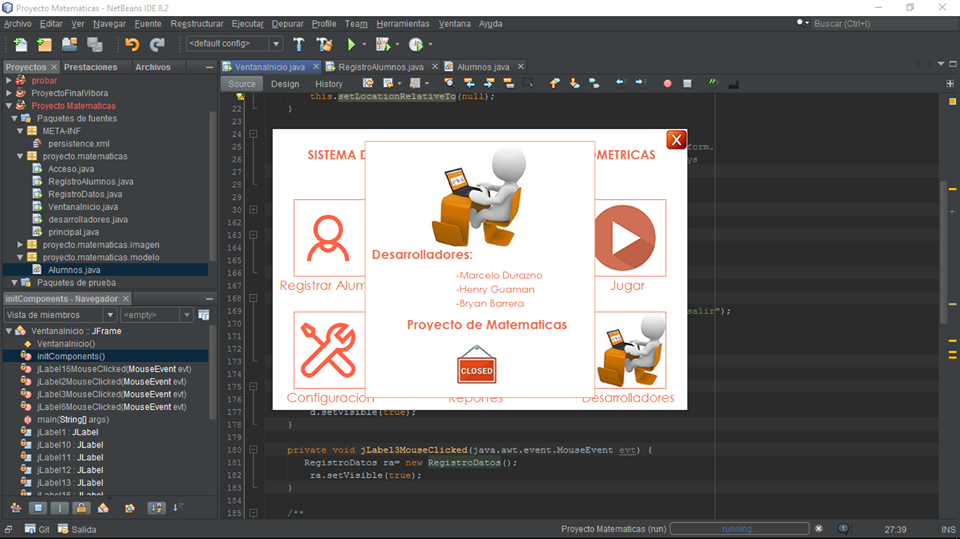 Proyecto Matematicas - NetBeans IDE 8.2
Archivo Editar Ver Navegar Fuente Reestructurar Ejecutar Depurar Profile Team Herramientas Ventana Ayuda
Buscar (Ctrl+I)
<default config>
Proyectos Prestaciones Archivos
VentanaInicio.java RegistroAlumnos.java Alumnos.java
Source Design History
probar
ProyectoFinalVibora
Proyecto Matematicas
Paquetes de fuentes
META-INF
persistence.xml
proyecto.matematicas
Acceso.java
RegistroAlumnos.java
RegistroDatos.java
VentanaInicio.java
desarrolladores.java
principal.java
proyecto.matematicas.imagen
proyecto.matematicas.modelo
Alumnos.java
Paquetes de prueba
initComponents - Navegador
Vista de miembros <empty>
VentanaInicio :: JFrame
VentanaInicio()
initComponents()
jLabel16MouseClicked(MouseEvent evt)
jLabel2MouseClicked(MouseEvent evt)
jLabel3MouseClicked(MouseEvent evt)
jLabel6MouseClicked(MouseEvent evt)
main(String[] args)
jLabel1 : JLabel
jLabel10 : JLabel
jLabel11 : JLabel
jLabel12 : JLabel
jLabel13 : JLabel
this.setLocationRelativeTo(null);
22 }
23
24
25 form.
26 ys
27
28
30
162
163
164
165
166
167
168
169 salir");
170
171
172
173
174
175
176
177 d.setVisible(true);
178 }
179
180 private void jLabel3MouseClicked(java.awt.event.MouseEvent evt) {
181 RegistroDatos ra= new RegistroDatos();
182 ra.setVisible(true);
183 }
184
185 /**
SISTEMA D
OMETRICAS
X
Registrar Alum
Jugar
Configuracion
Reportes
Desarrolladores
Desarrolladores:
-Marcelo Durazno
-Henry Guaman
-Bryan Barrera
Proyecto de Matematicas
CLOSED
Git Salida
Proyecto Matematicas (run) running... 27:39 INS